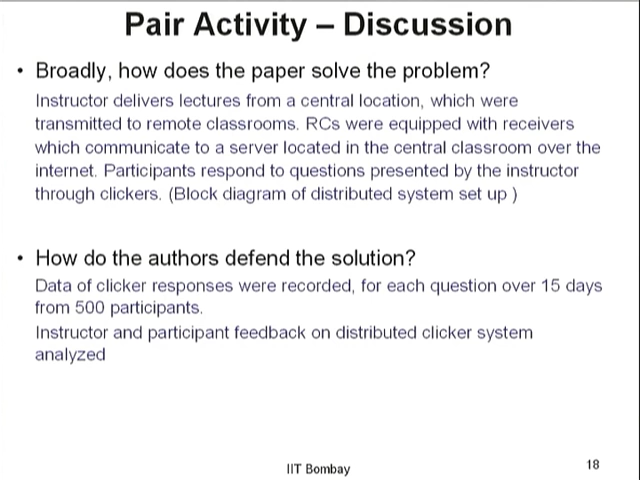 Pair Activity – Discussion
• Broadly, how does the paper solve the problem?
Instructor delivers lectures from a central location, which were
transmitted to remote classrooms. RCs were equipped with receivers
which communicate to a server located in the central classroom over the
internet. Participants respond to questions presented by the instructor
through clickers. (Block diagram of distributed system set up )
• How do the authors defend the solution?
Data of clicker responses were recorded, for each question over 15 days
from 500 participants.
Instructor and participant feedback on distributed clicker system
analyzed
IIT Bombay
18